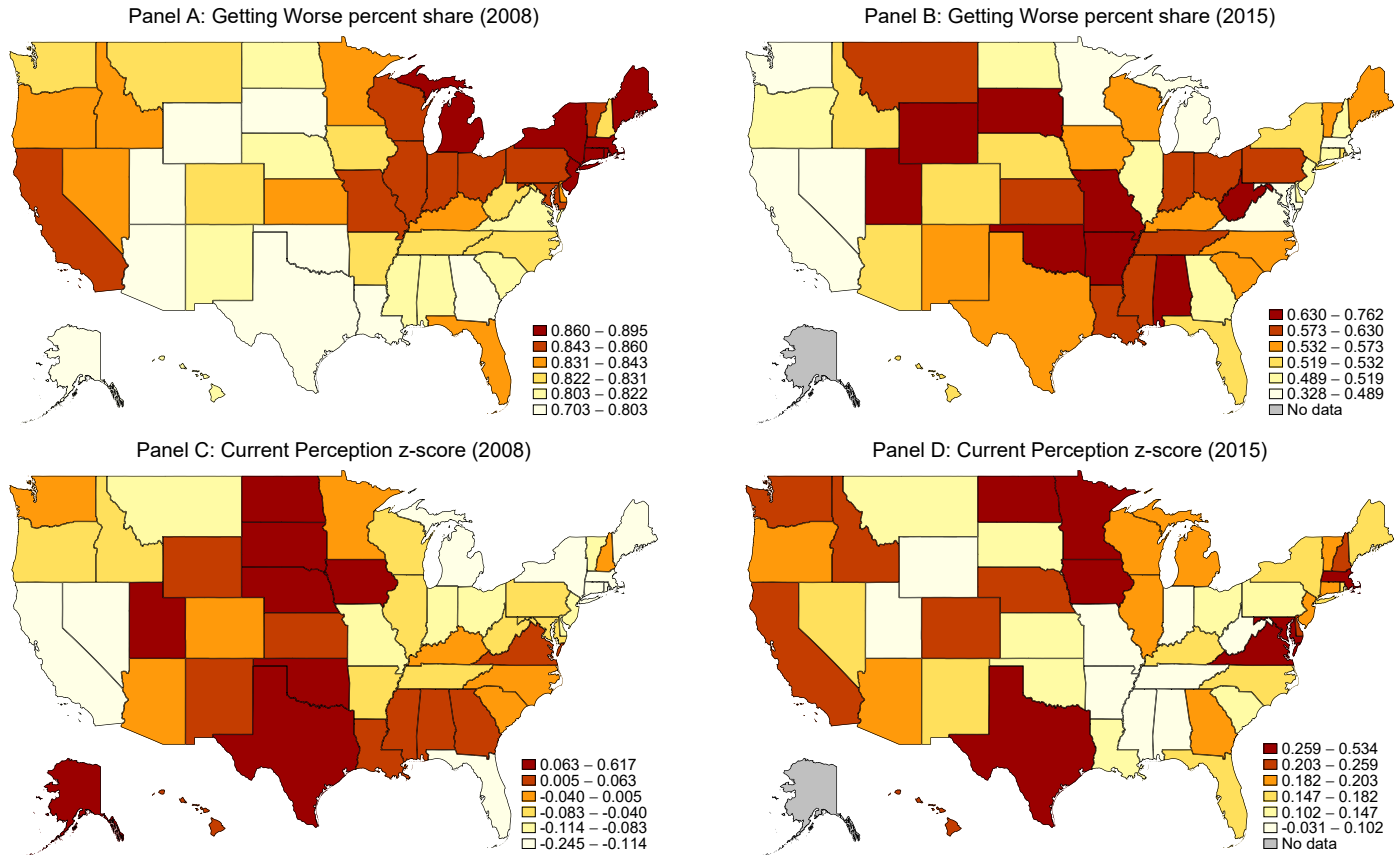 Panel A: Getting Worse percent share (2008)
0.860 – 0.895
0.843 – 0.860
0.831 – 0.843
0.822 – 0.831
0.803 – 0.822
0.703 – 0.803
Panel B: Getting Worse percent share (2015)
0.630 – 0.762
0.573 – 0.630
0.532 – 0.573
0.519 – 0.532
0.489 – 0.519
0.328 – 0.489
No data
Panel C: Current Perception z-score (2008)
0.063 – 0.617
0.005 – 0.063
-0.040 – 0.005
-0.083 – -0.040
-0.114 – -0.083
-0.245 – -0.114
Panel D: Current Perception z-score (2015)
0.259 – 0.534
0.203 – 0.259
0.182 – 0.203
0.147 – 0.182
0.102 – 0.147
-0.031 – 0.102
No data